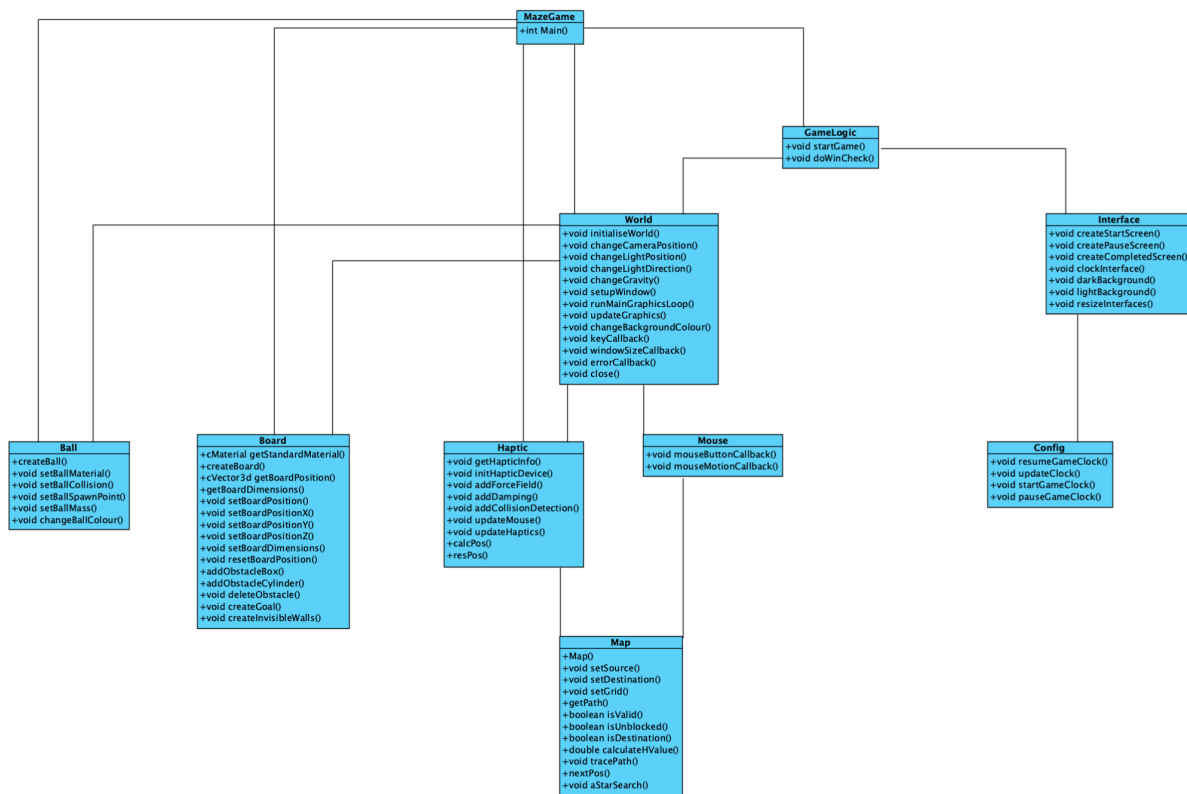 MazeGame
+int Main()
GameLogic
+void startGame()
+void doWinCheck()
World
+void initialiseWorld()
+void changeCameraPosition()
+void changeLightPosition()
+void changeLightDirection()
+void changeGravity()
+void setupWindow()
+void runMainGraphicsLoop()
+void updateGraphics()
+void changeBackgroundColour()
+void keyCallback()
+void windowSizeCallback()
+void errorCallback()
+void close()
Interface
+void createStartScreen()
+void createPauseScreen()
+void createCompletedScreen()
+void clockInterface()
+void darkBackground()
+void lightBackground()
+void resizeInterfaces()
Ball
+createBall()
+void setBallMaterial()
+void setBallCollision()
+void setBallSpawnPoint()
+void setBallMass()
+void changeBallColour()
Board
+cMaterial getStandardMaterial()
+createBoard()
+cVector3d getBoardPosition()
+getBoardDimensions()
+void setBoardPosition()
+void setBoardPositionX()
+void setBoardPositionY()
+void setBoardPositionZ()
+void setBoardDimensions()
+void resetBoardPosition()
+addObstacleBox()
+addObstacleCylinder()
+void deleteObstacle()
+void createGoal()
+void createInvisibleWalls()
Haptic
+void getHapticInfo()
+void initHapticDevice()
+void addForceField()
+void addDamping()
+void addCollisionDetection()
+void updateMouse()
+void updateHaptics()
+calcPos()
+resPos()
Mouse
+void mouseButtonCallback()
+void mouseMotionCallback()
Config
+void resumeGameClock()
+void updateClock()
+void startGameClock()
+void pauseGameClock()
Map
+Map()
+void setSource()
+void setDestination()
+void setGrid()
+getPath()
+boolean isValid()
+boolean isUnblocked()
+boolean isDestination()
+double calculateHValue()
+void tracePath()
+nextPos()
+void aStarSearch()